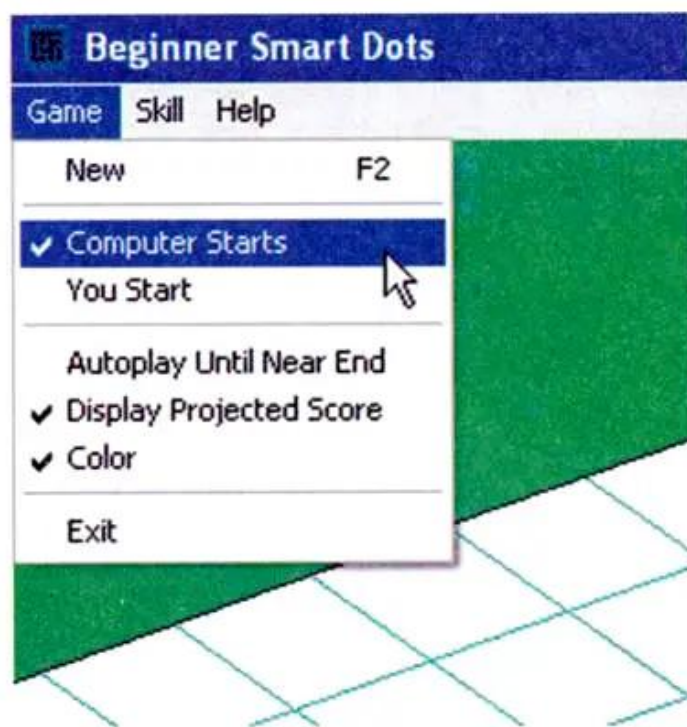 Beginner Smart Dots
Game Skill Help
New F2
Computer Starts
You Start
Autoplay Until Near End
Display Projected Score
Color
Exit